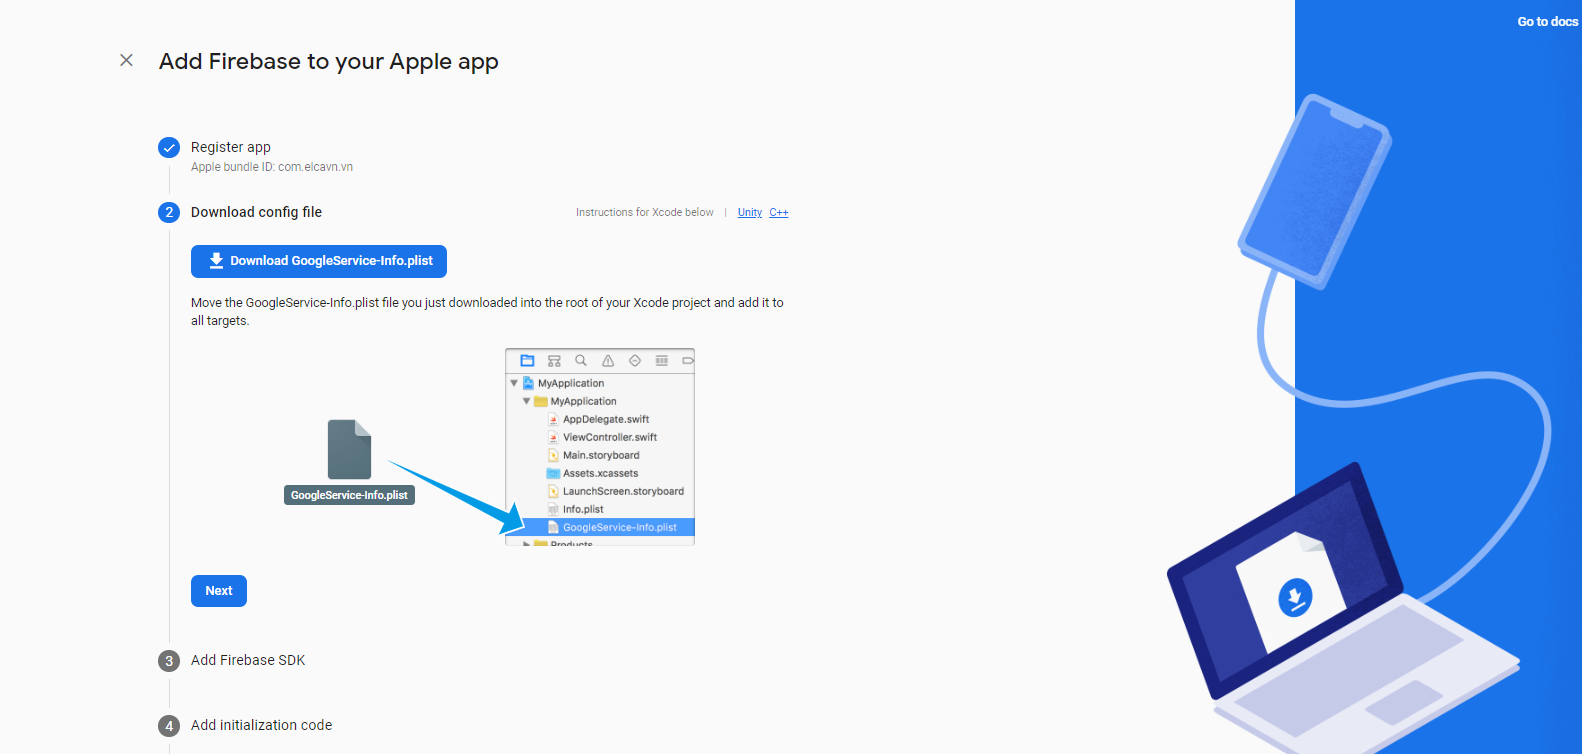 Go to docs
Add Firebase to your Apple app
Register app
Apple bundle ID: com.elcavn.vn
2 Download config file
Instructions for Xcode below | Unity C++
Download GoogleService-Info.plist
Move the GoogleService-Info.plist file you just downloaded into the root of your Xcode project and add it to
all targets.
MyApplication
MyApplication
AppDelegate.swift
ViewController.swift
Main.storyboard
Assets.xcassets
LaunchScreen.storyboard
Info.plist
GoogleService-Info.plist
Products
GoogleService-Info.plist
Next
3 Add Firebase SDK
4 Add initialization code